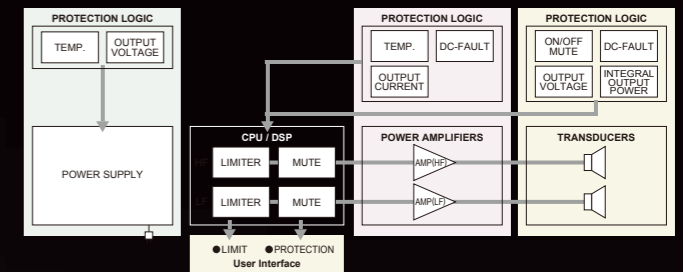 PROTECTION LOGIC
TEMP.
OUTPUT
VOLTAGE
POWER SUPPLY
PROTECTION LOGIC
TEMP.
DC-FAULT
OUTPUT
CURRENT
PROTECTION LOGIC
ON/OFF
MUTE
DC-FAULT
OUTPUT
VOLTAGE
INTEGRAL
OUTPUT
POWER
CPU / DSP
HF
LIMITER
MUTE
LF
LIMITER
MUTE
POWER AMPLIFIERS
AMP(HF)
AMP(LF)
TRANSDUCERS
●LIMIT ●PROTECTION
User Interface